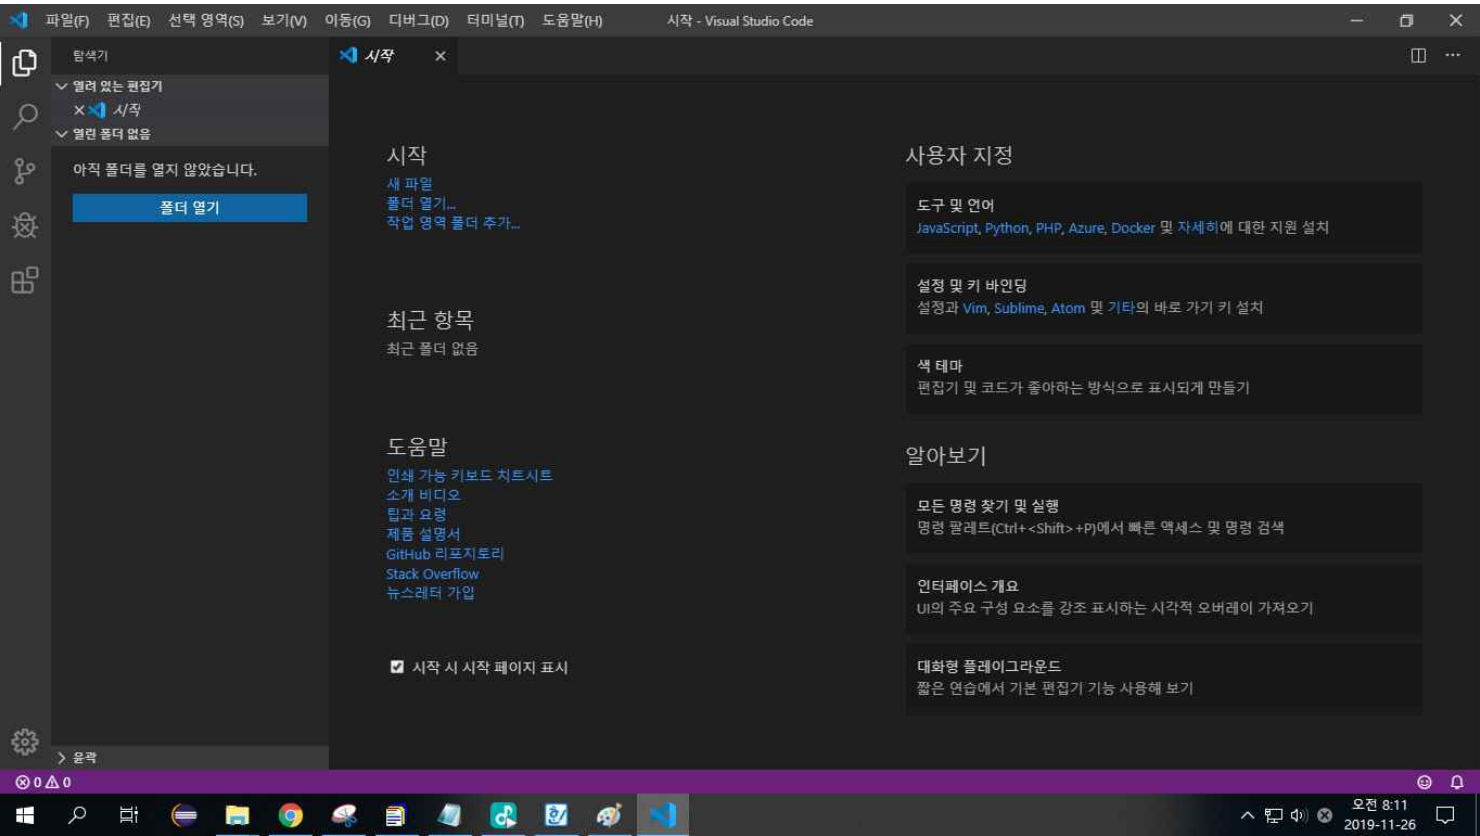 파일(F) 편집(E) 선택 영역(S) 보기(V) 이동(G) 디버그(D) 터미널(T) 도움말(H) 시작 - Visual Studio Code
탐색기
시작
열려 있는 편집기
시작
열린 폴더 없음
아직 폴더를 열지 않았습니다.
폴더 열기
윤곽
시작
새 파일
폴더 열기...
작업 영역 폴더 추가...
최근 항목
최근 폴더 없음
도움말
인쇄 가능 키보드 치트시트
소개 비디오
팁과 요령
제품 설명서
GitHub 리포지토리
Stack Overflow
뉴스레터 가입
시작 시 시작 페이지 표시
사용자 지정
도구 및 언어
JavaScript, Python, PHP, Azure, Docker 및 자세히에 대한 지원 설치
설정 및 키 바인딩
설정과 Vim, Sublime, Atom 및 기타의 바로 가기 키 설치
색 테마
편집기 및 코드가 좋아하는 방식으로 표시되게 만들기
알아보기
모든 명령 찾기 및 실행
명령 팔레트(Ctrl+<Shift>+P)에서 빠른 액세스 및 명령 검색
인터페이스 개요
UI의 주요 구성 요소를 강조 표시하는 시각적 오버레이 가져오기
대화형 플레이그라운드
짧은 연습에서 기본 편집기 기능 사용해 보기
0 0
오전 8:11
2019-11-26